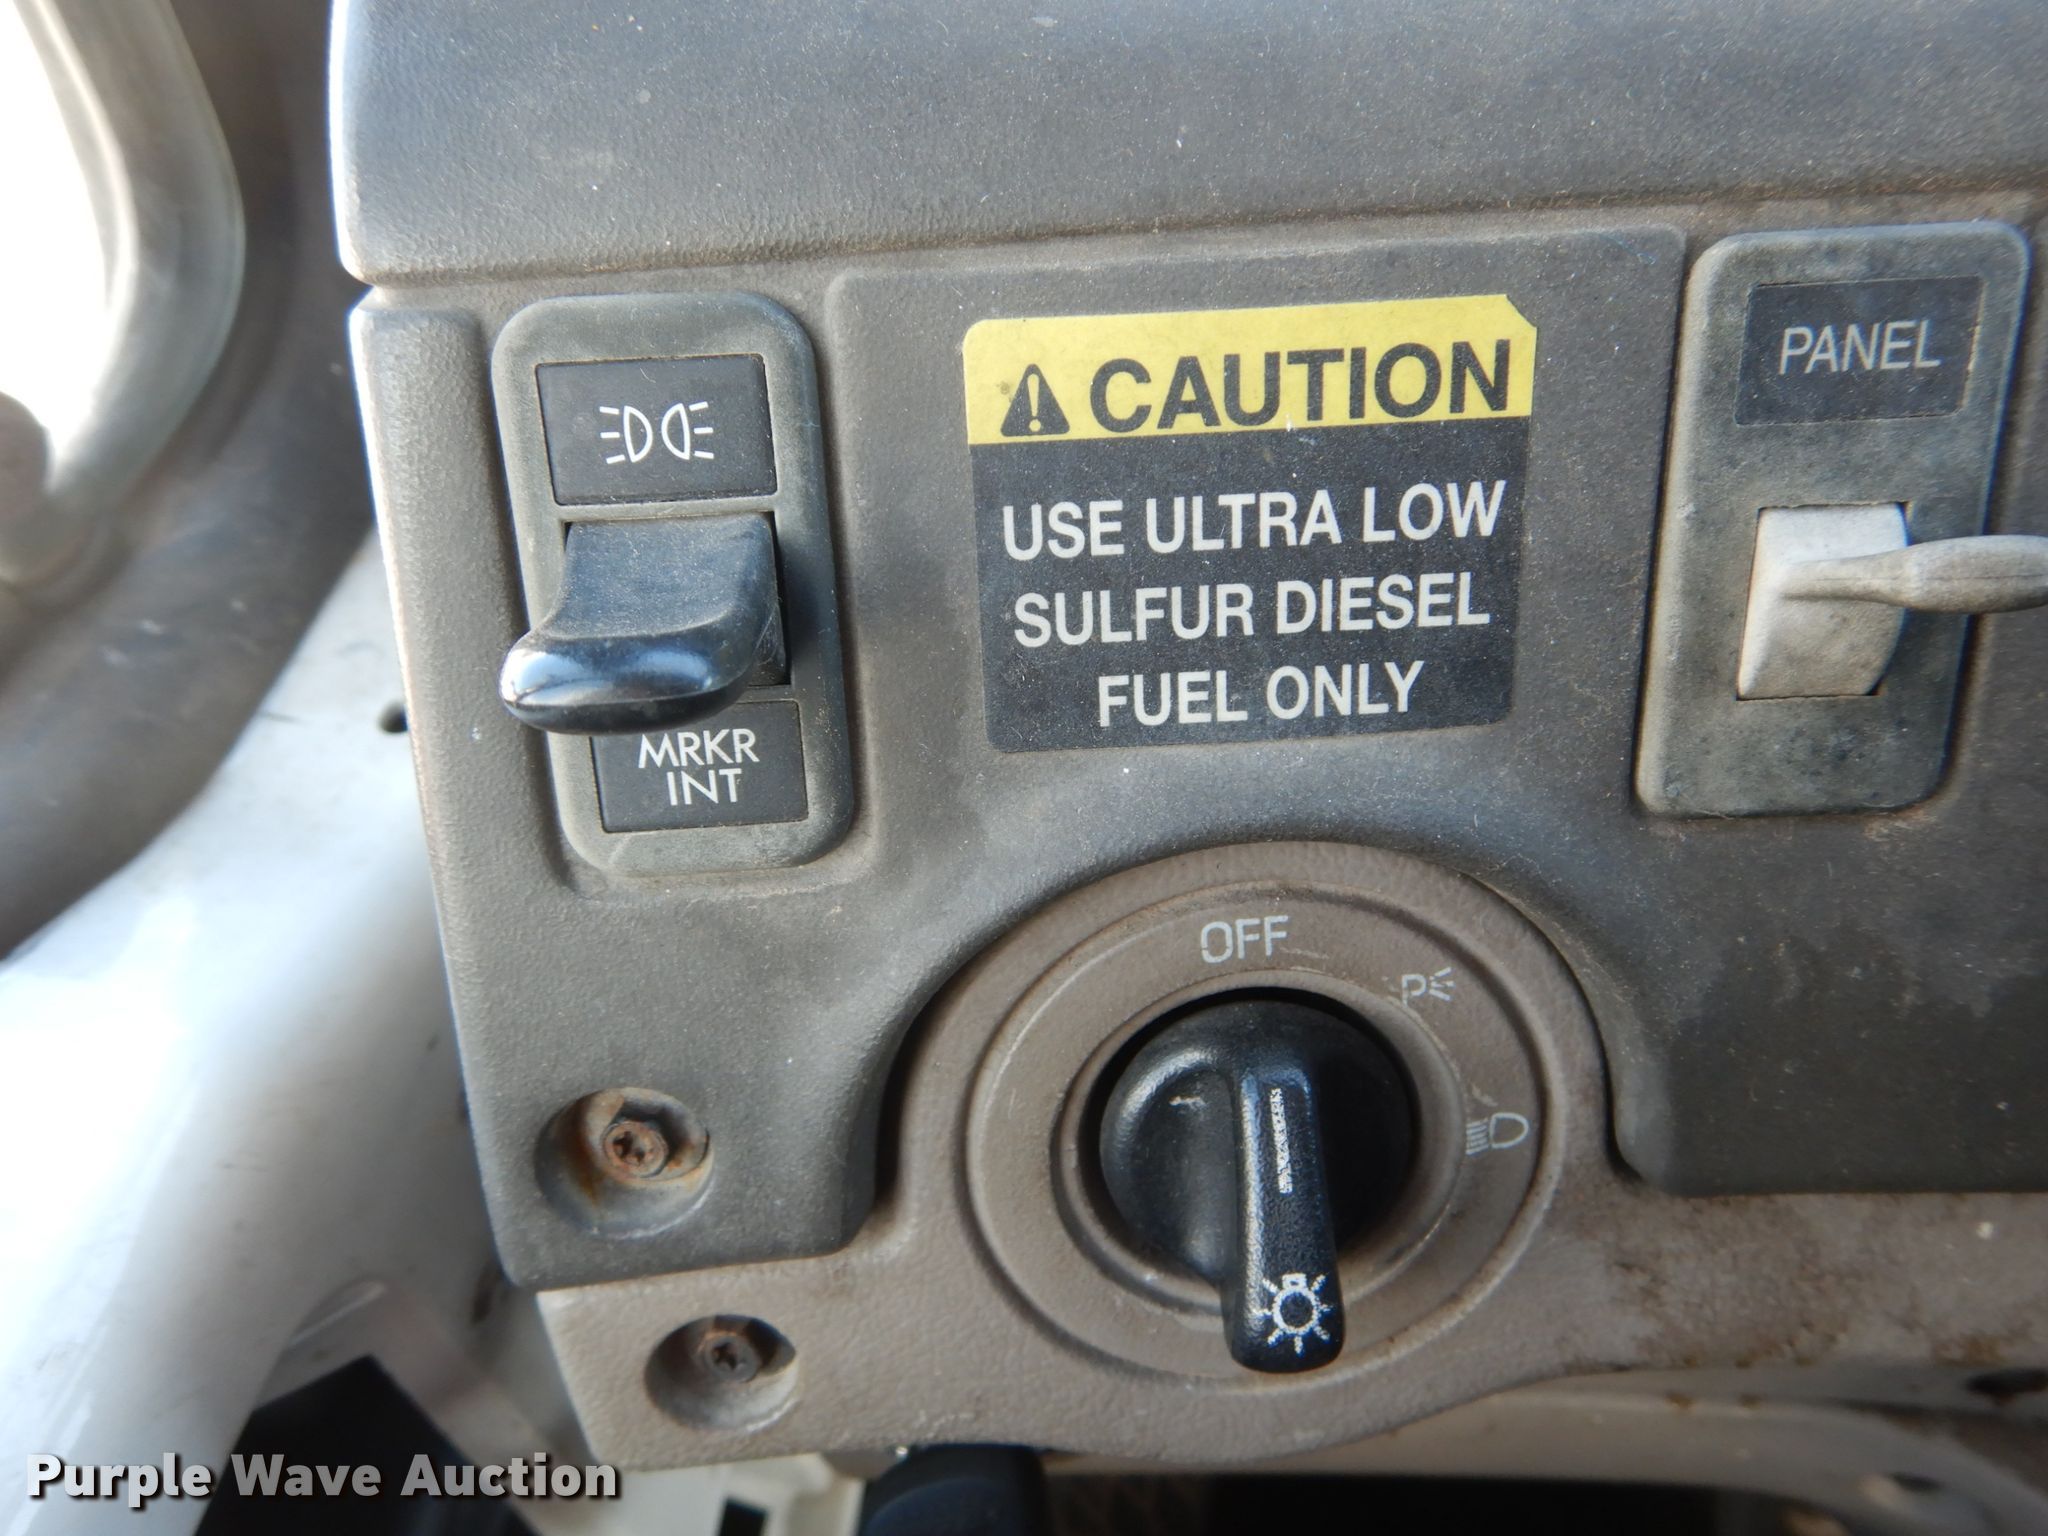 CAUTION
USE ULTRA LOW
SULFUR DIESEL
FUEL ONLY
PANEL
MRKR
INT
OFF
P
Purple Wave Auction